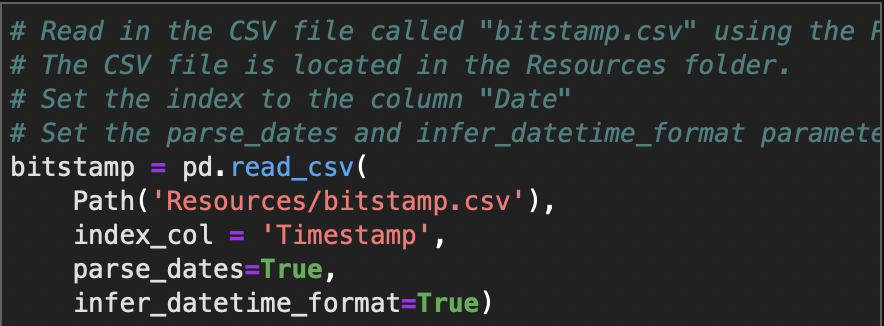 # Read in the CSV file called "bitstamp.csv" using the
# The CSV file is located in the Resources folder.
# Set the index to the column "Date"
# Set the parse_dates and infer_datetime_format
bitstamp = pd.read_csv(
    Path('Resources/bitstamp.csv'),
    index_col = 'Timestamp',
    parse_dates=True,
    infer_datetime_format=True)